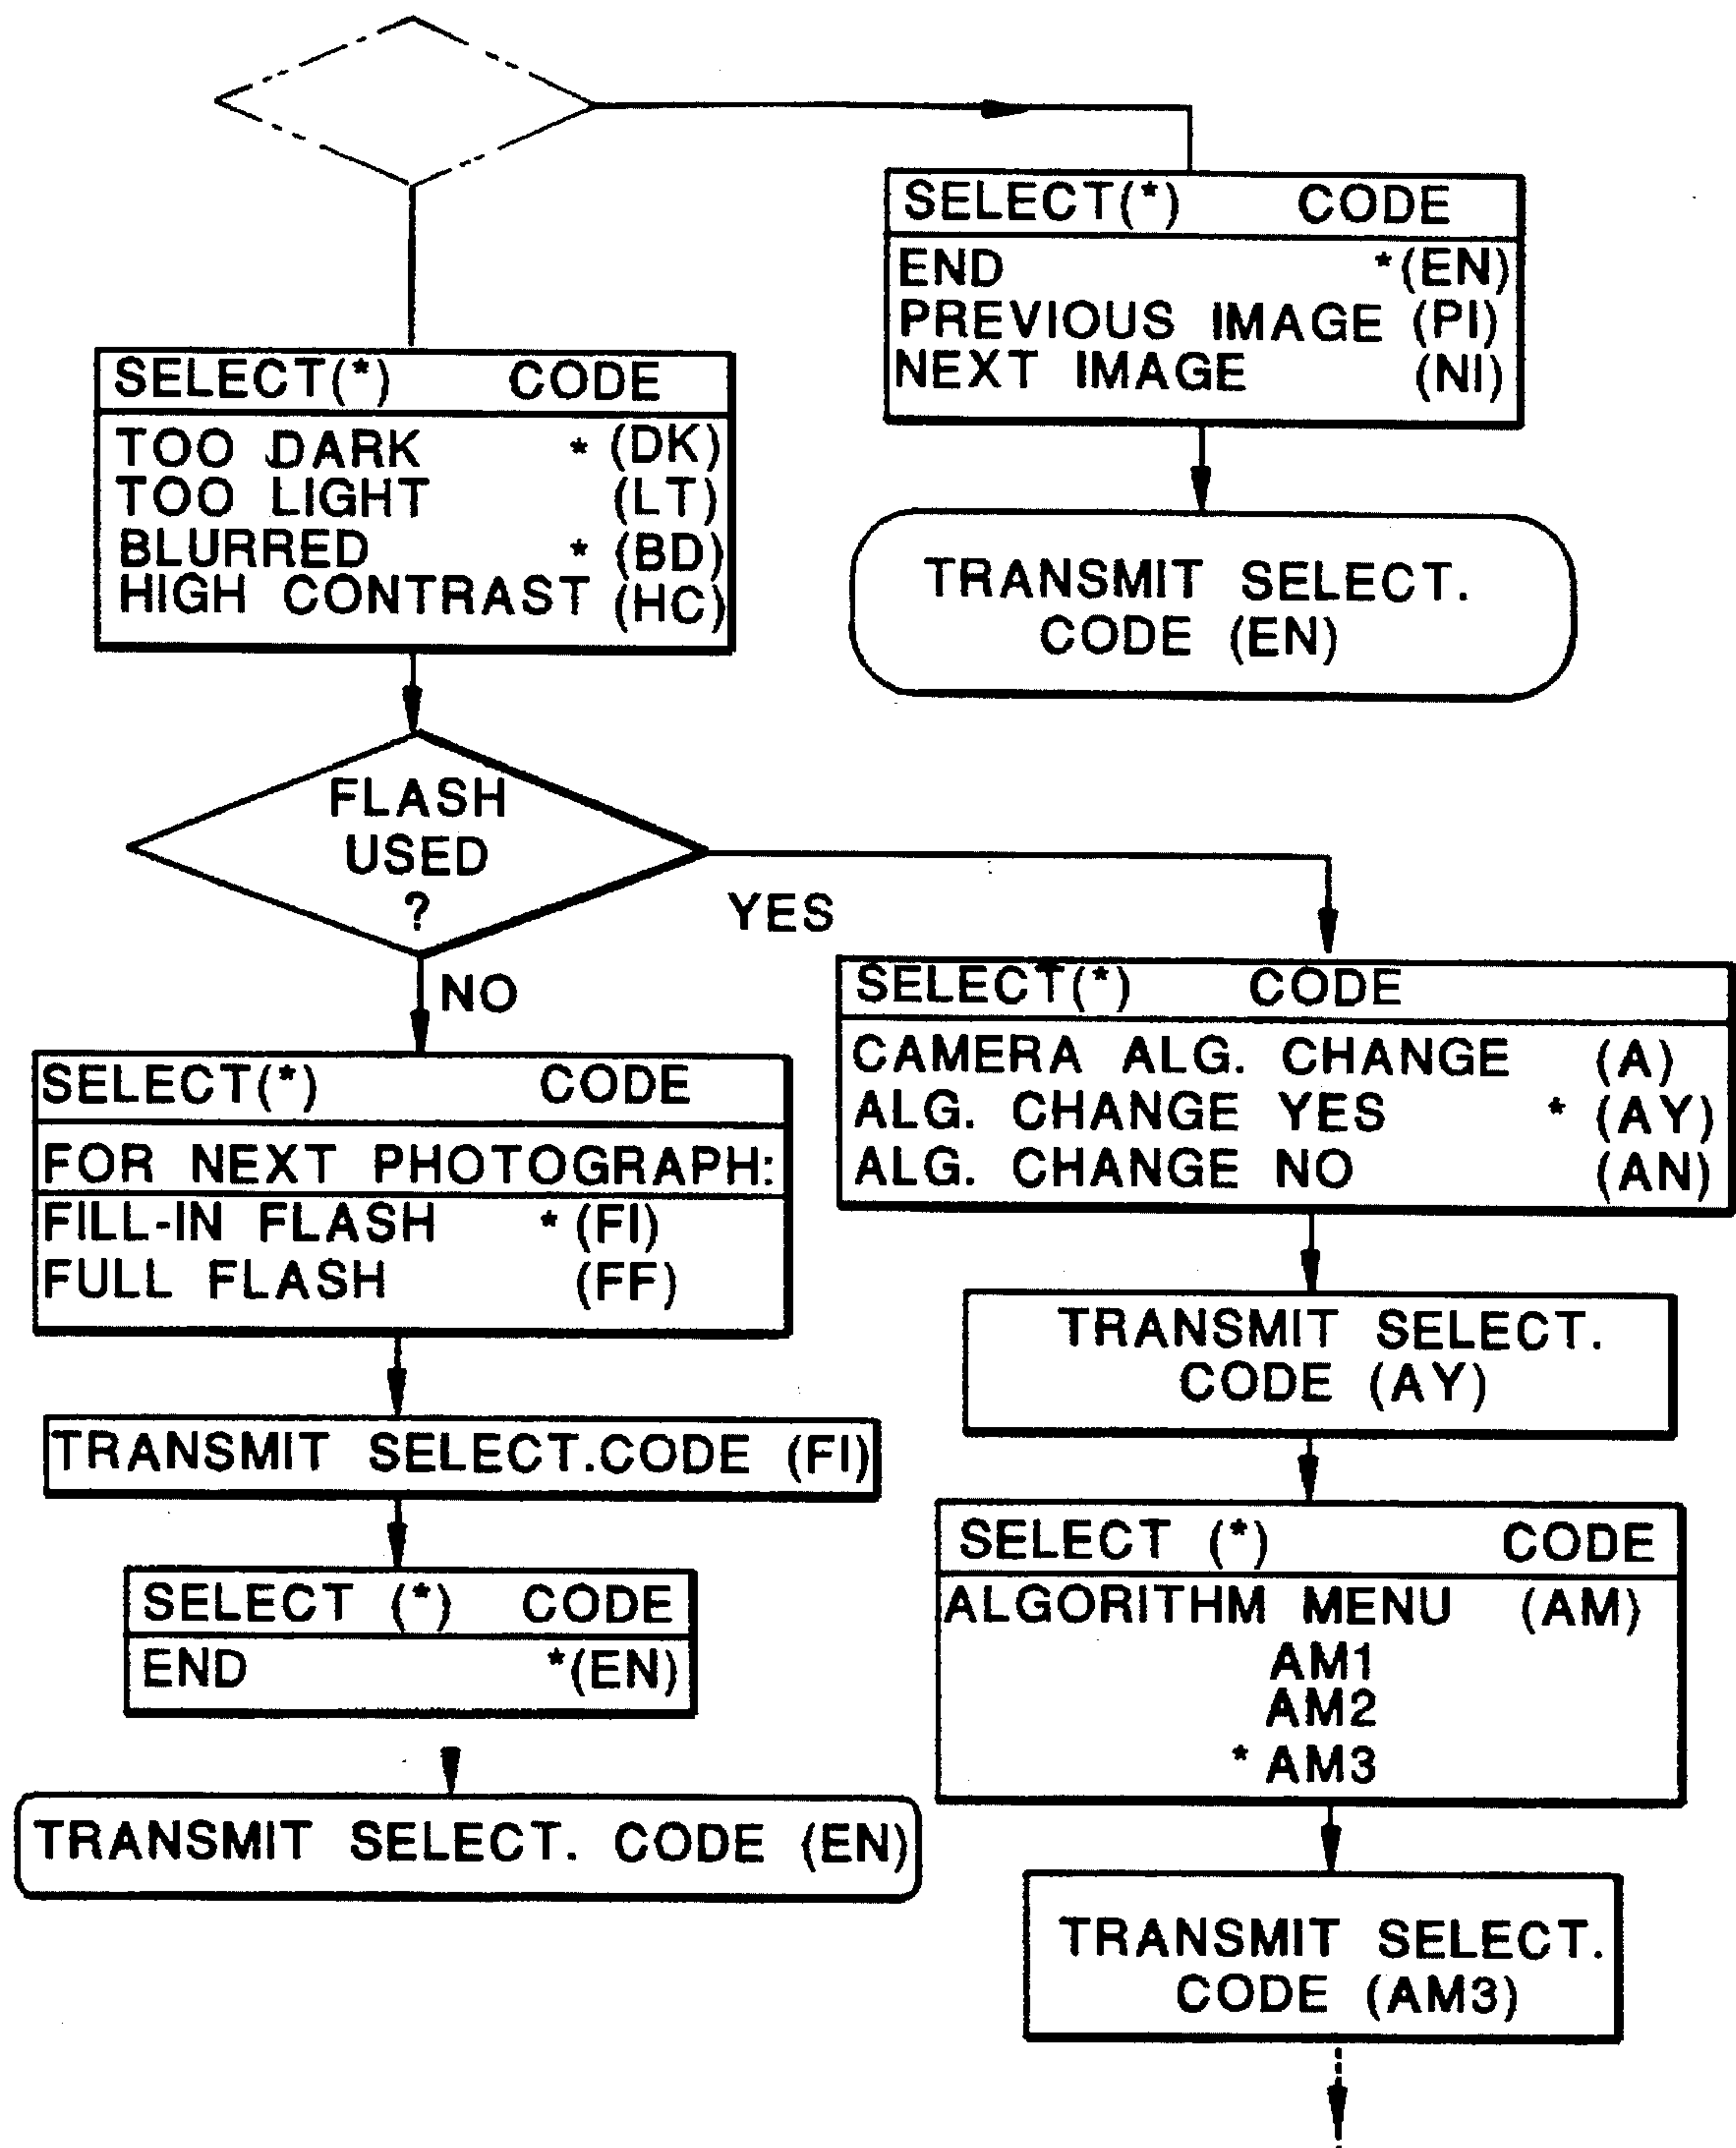 SELECT(*) CODE
END *(EN)
PREVIOUS IMAGE (PI)
NEXT IMAGE (NI)
TRANSMIT SELECT.
CODE (EN)
SELECT(*) CODE
TOO DARK * (DK)
TOO LIGHT (LT)
BLURRED * (BD)
HIGH CONTRAST (HC)
FLASH
USED
?
YES
NO
SELECT(*) CODE
FOR NEXT PHOTOGRAPH:
FILL-IN FLASH * (FI)
FULL FLASH (FF)
TRANSMIT SELECT.CODE (FI)
SELECT (*) CODE
END *(EN)
TRANSMIT SELECT. CODE (EN)
SELECT(*) CODE
CAMERA ALG. CHANGE (A)
ALG. CHANGE YES * (AY)
ALG. CHANGE NO (AN)
TRANSMIT SELECT.
CODE (AY)
SELECT (*) CODE
ALGORITHM MENU (AM)
AM1
AM2
* AM3
TRANSMIT SELECT.
CODE (AM3)